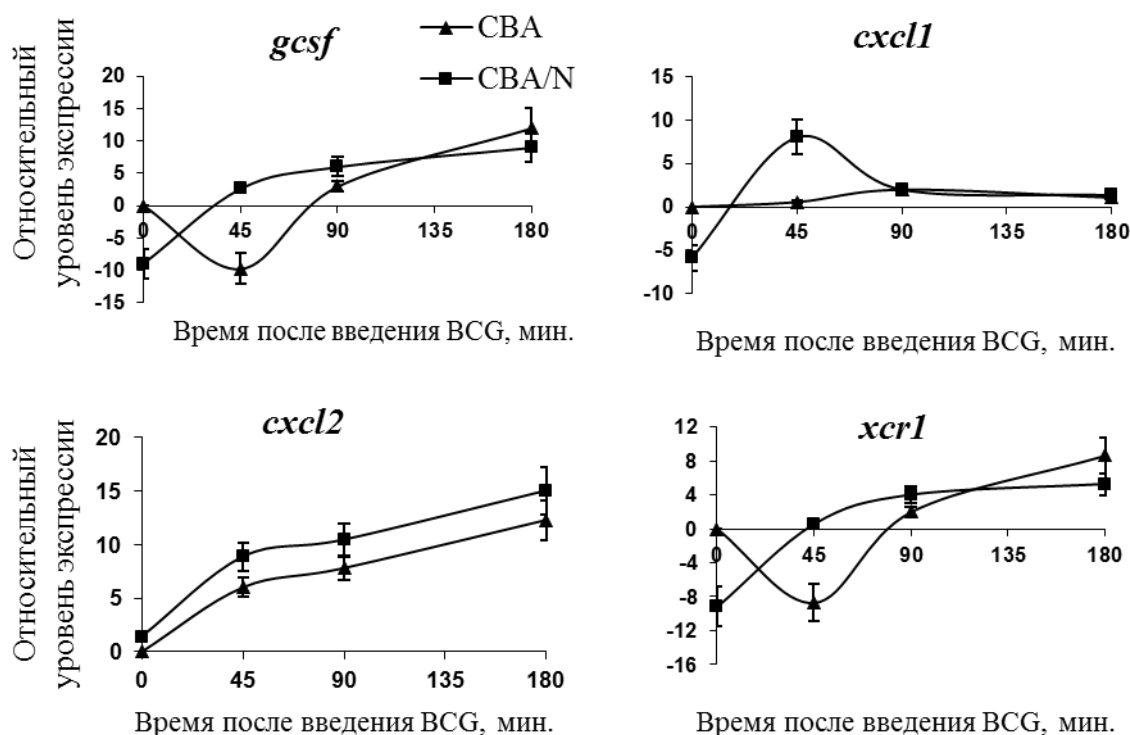 gcsf
CBA
CBA/N
Относительный
уровень экспрессии
20
15
10
5
0
-5
-10
-15
0 45 90 135 180
Время после введения BCG, мин.
cxcl1
15
10
5
0
-5
-10
0 45 90 135 180
Время после введения BCG, мин.
cxcl2
Относительный
уровень экспрессии
20
15
10
5
0
0 45 90 135 180
Время после введения BCG, мин.
xcr1
12
8
4
0
-4
-8
-12
-16
0 45 90 135 180
Время после введения BCG, мин.